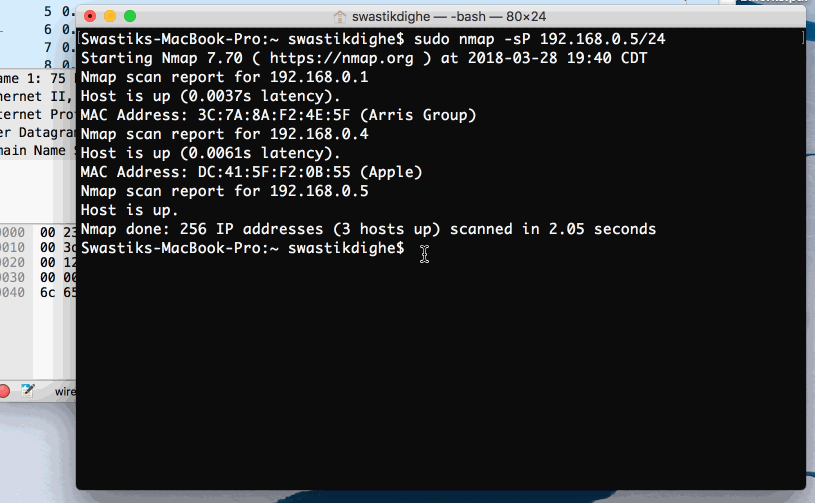 swastikdighe — -bash — 80×24
Swastiks-MacBook-Pro:~ swastikdighe$ sudo nmap -sP 192.168.0.5/24
Starting Nmap 7.70 ( https://nmap.org ) at 2018-03-28 19:40 CDT
Nmap scan report for 192.168.0.1
Host is up (0.0037s latency).
MAC Address: 3C:7A:8A:F2:4E:5F (Arris Group)
Nmap scan report for 192.168.0.4
Host is up (0.0061s latency).
MAC Address: DC:41:5F:F2:0B:55 (Apple)
Nmap scan report for 192.168.0.5
Host is up.
Nmap done: 256 IP addresses (3 hosts up) scanned in 2.05 seconds
Swastiks-MacBook-Pro:~ swastikdighe$
5 0.
6 0.
7 0.
8 0.
ame 1: 75
hernet II,
ternet Pro
er Datagra
main Name
0000 00 23
0010 00 3d
0020 00 12
0030 00 00
0040 6c 65
wire